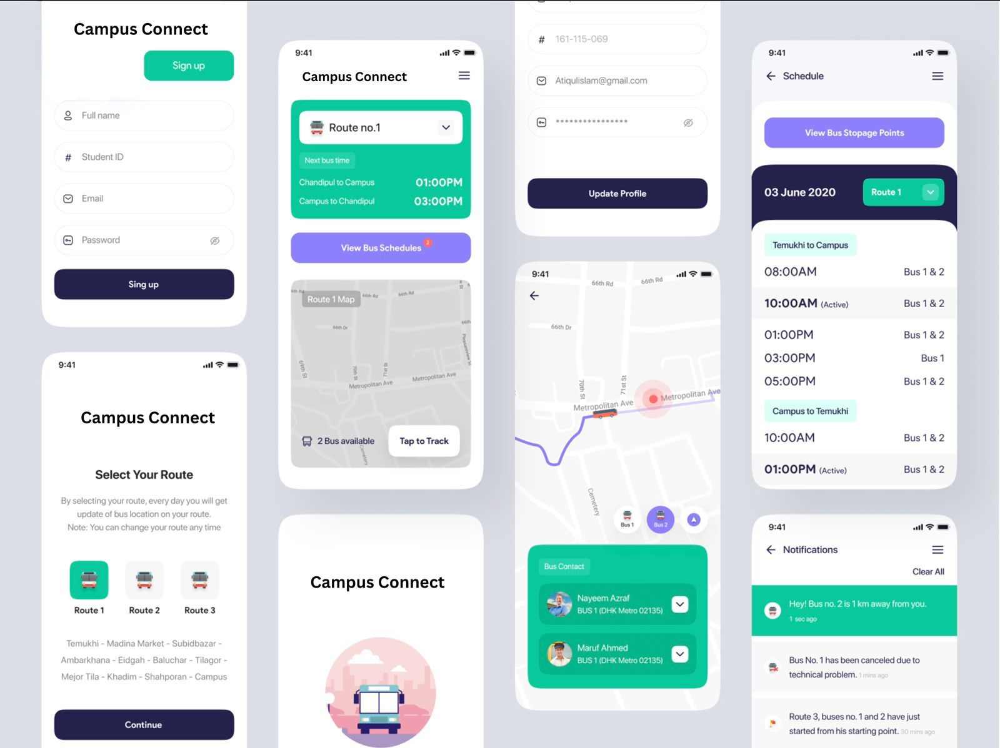 Campus Connect
Sign up
Full name
# Student ID
Email
Password
Sing up
9:41
Campus Connect
Select Your Route
By selecting your route, every day you will get
update of bus location on your route.
Note: You can change your route any time
Route 1 Route 2 Route 3
Temukhi - Madina Market - Subidbazar -
Ambarkhana - Eidgah - Baluchar - Tilagor -
Mejor Tila - Khadim - Shahporan - Campus
Continue
9:41
Campus Connect
Route no.1
Next bus time
Chandipul to Campus 01:00PM
Campus to Chandipul 03:00PM
View Bus Schedules 2
66th Rd
Route 1 Map
66th Rd
66th Rd
66th
66th Dr
Pleasantview St
69th St
70th St
71st St
Metropolitan Ave
Metropolitan Ave
2 Bus available
Tap to Track
Cemetery
Campus Connect
# 161-115-069
Atiqulislam@gmail.com
****************
Update Profile
9:41
66th Rd
66th Rd
66th Dr
70th St
71st St
Metropolitan Ave
Metropolitan Ave
Cemetery
Bus 1
Bus 2
Bus Contact
Nayeem Azraf
BUS 1 (DHK Metro 02135)
Maruf Ahmed
BUS 1 (DHK Metro 02135)
9:41
Schedule
View Bus Stopage Points
03 June 2020 Route 1
Temukhi to Campus
08:00AM Bus 1 & 2
10:00AM (Active) Bus 1 & 2
01:00PM Bus 1 & 2
03:00PM Bus 1
05:00PM Bus 1 & 2
Campus to Temukhi
10:00AM Bus 1 & 2
01:00PM (Active) Bus 1 & 2
9:41
Notifications
Clear All
Hey! Bus no. 2 is 1 km away from you.
1 sec ago
Bus No. 1 has been canceled due to
technical problem. 1 mins ago
Route 3, buses no. 1 and 2 have just
started from his starting point. 30 mins ago